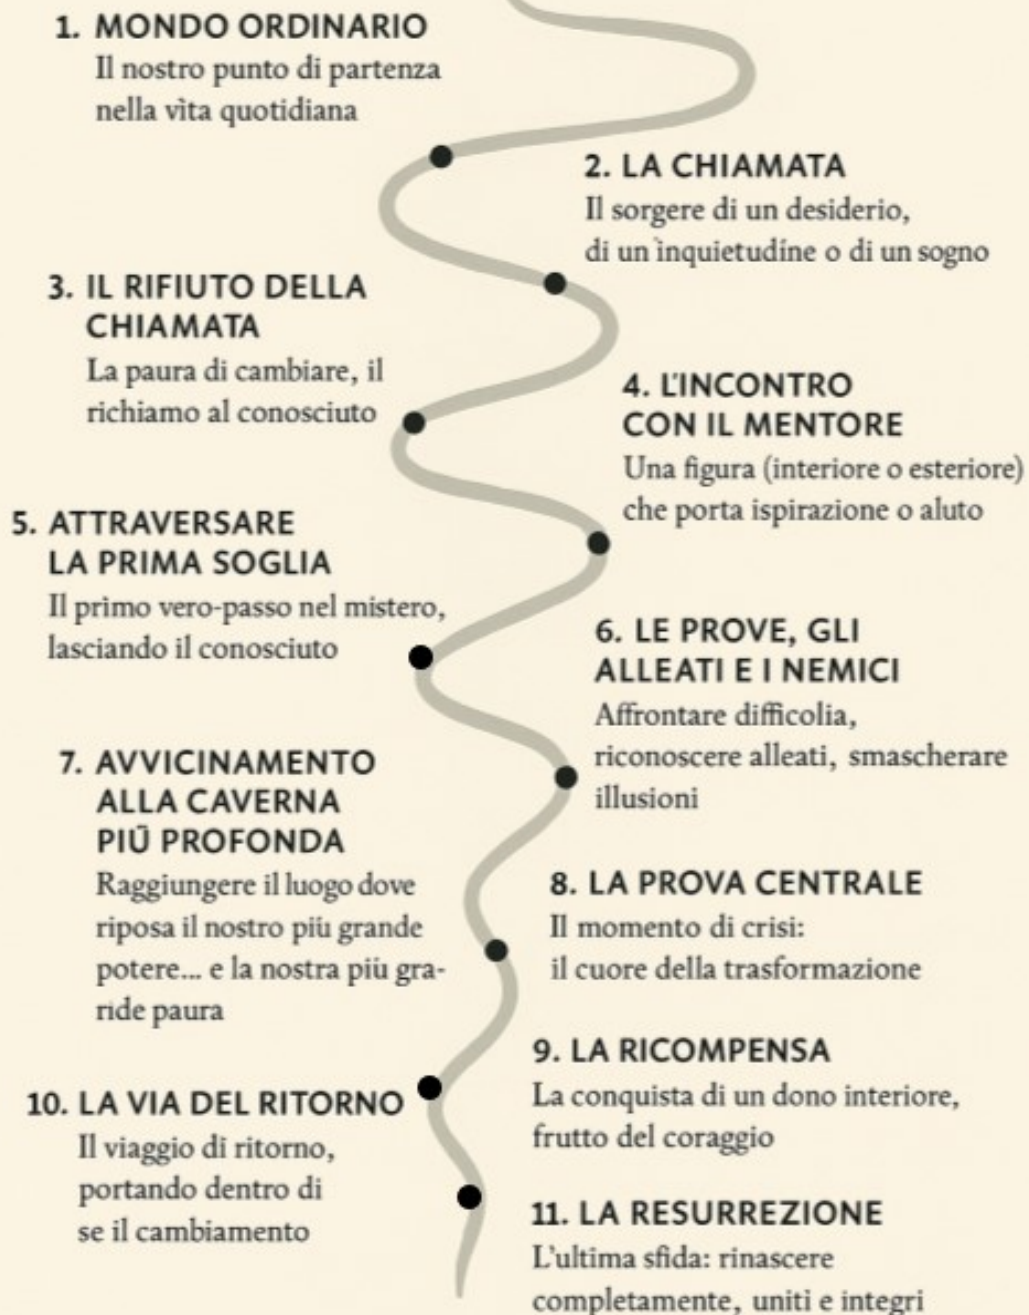 1. MONDO ORDINARIO
Il nostro punto di partenza
nella vita quotidiana
2. LA CHIAMATA
Il sorgere di un desiderio,
di un inquietudine o di un sogno
3. IL RIFIUTO DELLA
CHIAMATA
La paura di cambiare, il
richiamo al conosciuto
4. L'INCONTRO
CON IL MENTORE
Una figura (interiore o esteriore)
che porta ispirazione o aluto
5. ATTRAVERSARE
LA PRIMA SOGLIA
Il primo vero-passo nel mistero,
lasciando il conosciuto
6. LE PROVE, GLI
ALLEATI E I NEMICI
Affrontare difficolia,
riconoscere alleati, smascherare
illusioni
7. AVVICINAMENTO
ALLA CAVERNA
PIŪ PROFONDA
Raggiungere il luogo dove
riposa il nostro più grande
potere... e la nostra più gra-
ride paura
8. LA PROVA CENTRALE
Il momento di crisi:
il cuore della trasformazione
9. LA RICOMPENSA
La conquista di un dono interiore,
frutto del coraggio
10. LA VIA DEL RITORNO
Il viaggio di ritorno,
portando dentro di
se il cambiamento
11. LA RESURREZIONE
L'ultima sfida: rinascere
completamente, uniti e integri